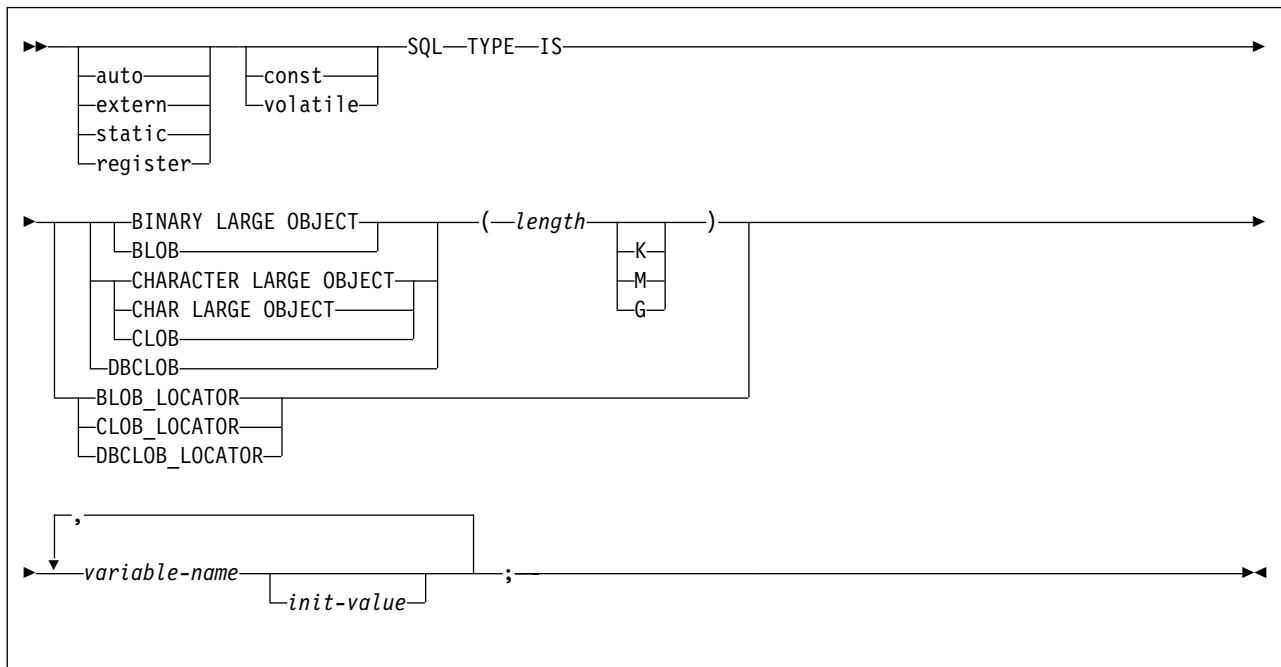 SQL TYPE IS
auto const
extern volatile
static
register
BINARY LARGE OBJECT ( length )
BLOB K
CHARACTER LARGE OBJECT M
CHAR LARGE OBJECT G
CLOB
DBCLOB
BLOB_LOCATOR
CLOB_LOCATOR
DBCLOB_LOCATOR
,
variable-name ;
init-value